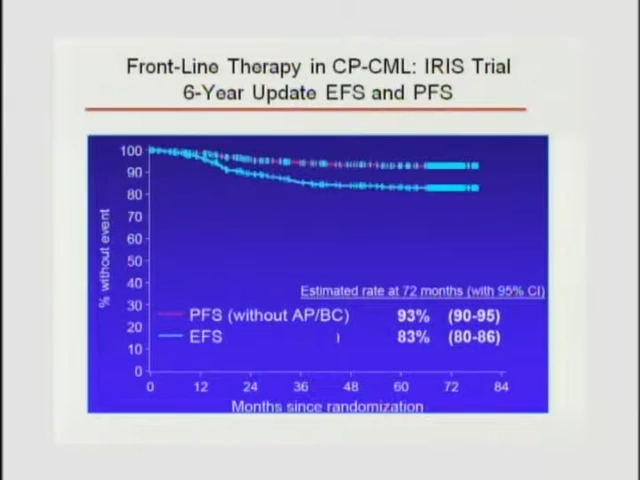 Front-Line Therapy in CP-CML: IRIS Trial
6-Year Update EFS and PFS
100
90
80
70
60
50
40
30
20
10
0
% without event
Estimated rate at 72 months (with 95% CI)
PFS (without AP/BC) 93% (90-95)
EFS ) 83% (80-86)
0 12 24 36 48 60 72 84
Months since randomization